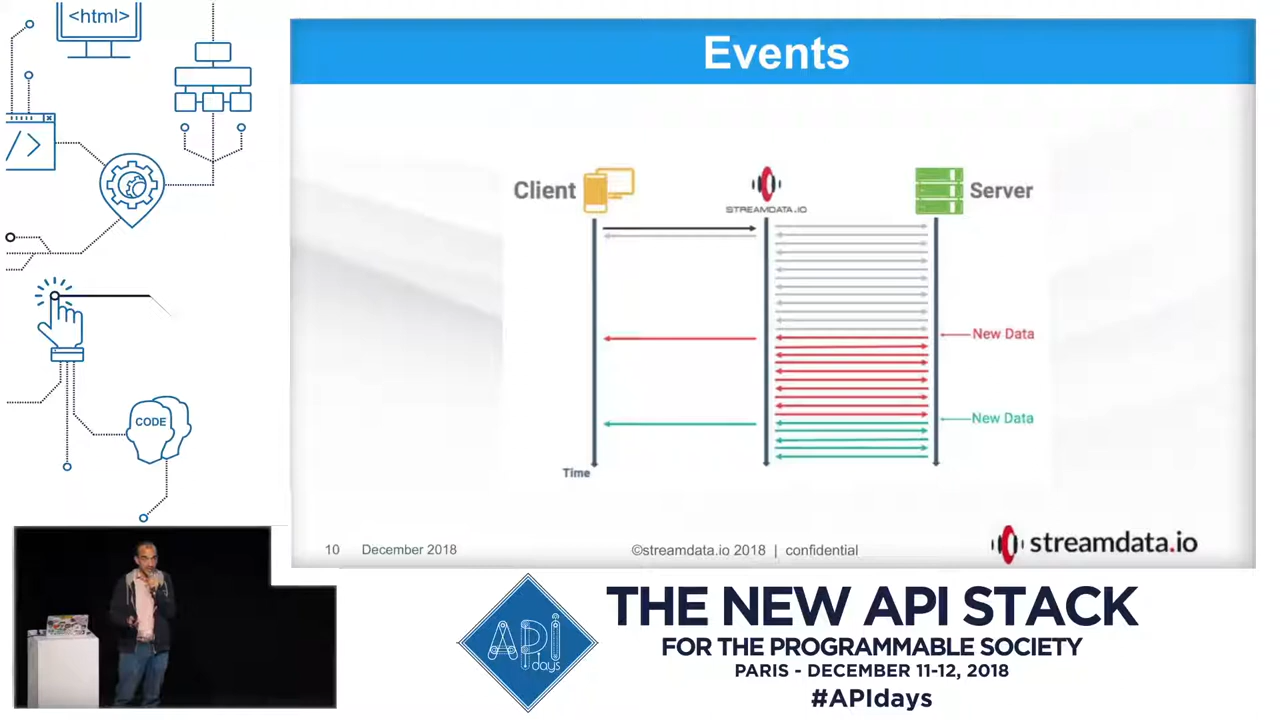 <html>
Events
Client
STREAMDATA.IO
Server
New Data
New Data
Time
</>
CODE
10 December 2018
©streamdata.io 2018 | confidential
streamdata.io
API
days
THE NEW API STACK
FOR THE PROGRAMMABLE SOCIETY
PARIS - DECEMBER 11-12, 2018
#APIdays